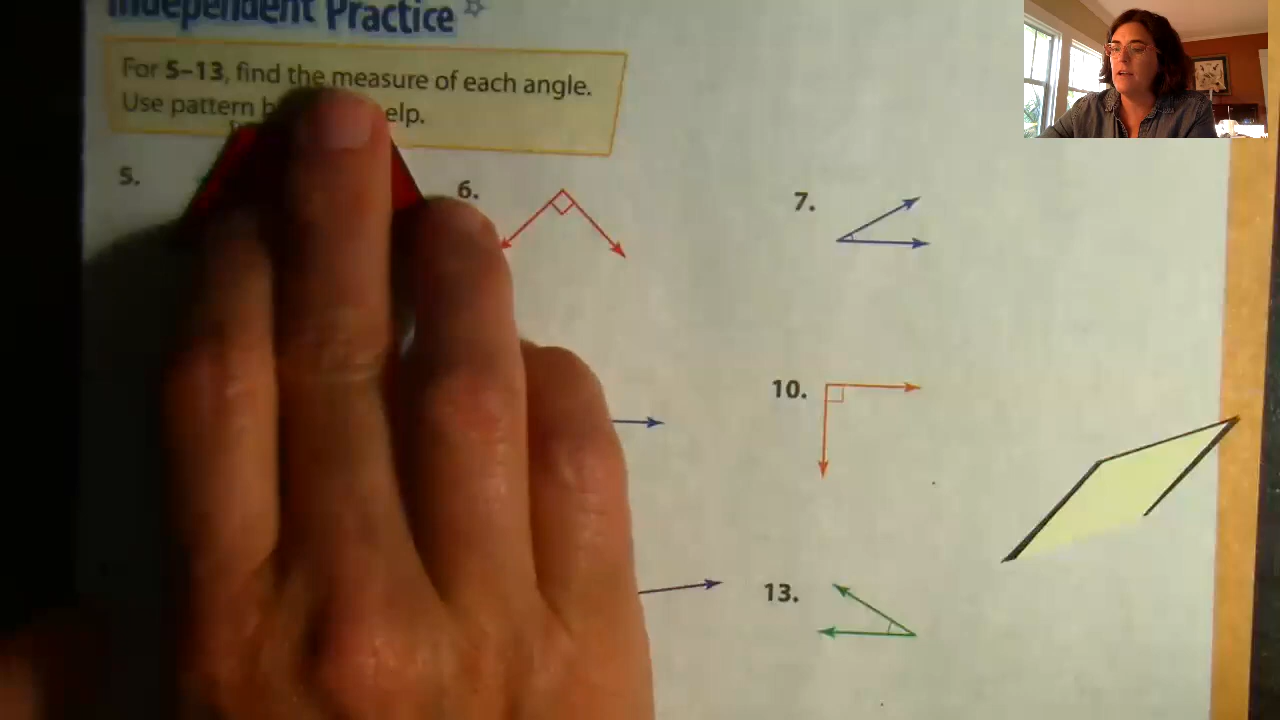 Independent Practice
For 5–13, find the measure of each angle.
Use pattern elp.
5.
6.
7.
10.
13.